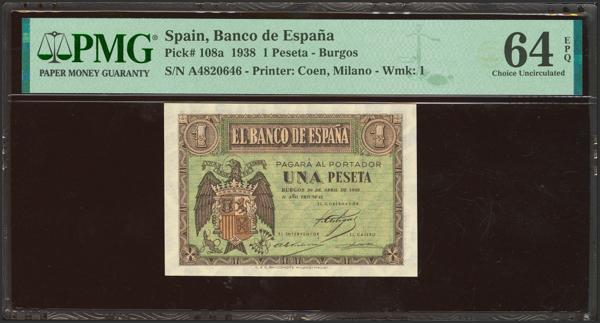 PMG
PAPER MONEY GUARANTY
Spain, Banco de España
Pick# 108a 1938 1 Peseta - Burgos
S/N A4820646 - Printer: Coen, Milano - Wmk: 1
64 EPQ
Choice Uncirculated
1 EL BANCO DE ESPAÑA 1
PAGARÁ AL PORTADOR
UNA PESETA
BURGOS 30 DE ABRIL DE 1938
II AÑO TRIUNFAL
EL GOBERNADOR
EL INTERVENTOR EL CAJERO